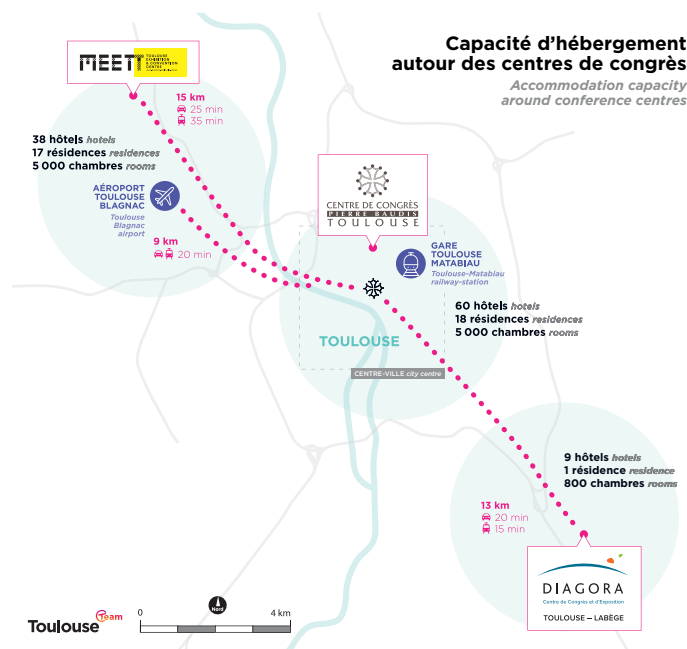 Capacité d'hébergement
autour des centres de congrès
Accommodation capacity
around conference centres
MEETT
TOULOUSE
EXHIBITION
& CONVENTION
CENTRE
15 km
25 min
35 min
38 hôtels hotels
17 résidences residences
5 000 chambres rooms
AÉROPORT
TOULOUSE
BLAGNAC
Toulouse
Blagnac
airport
9 km
20 min
CENTRE DE CONGRÈS
PIERRE BAUDIS
TOULOUSE
GARE
TOULOUSE
MATABIAU
Toulouse-Matabiau
railway-station
60 hôtels hotels
18 résidences residences
5 000 chambres rooms
TOULOUSE
CENTRE-VILLE city centre
9 hôtels hotels
1 résidence residence
800 chambres rooms
13 km
20 min
15 min
DIAGORA
Centre de Congrès et d'Exposition
TOULOUSE – LABÈGE
Toulouse Team
0
Nord
4 km